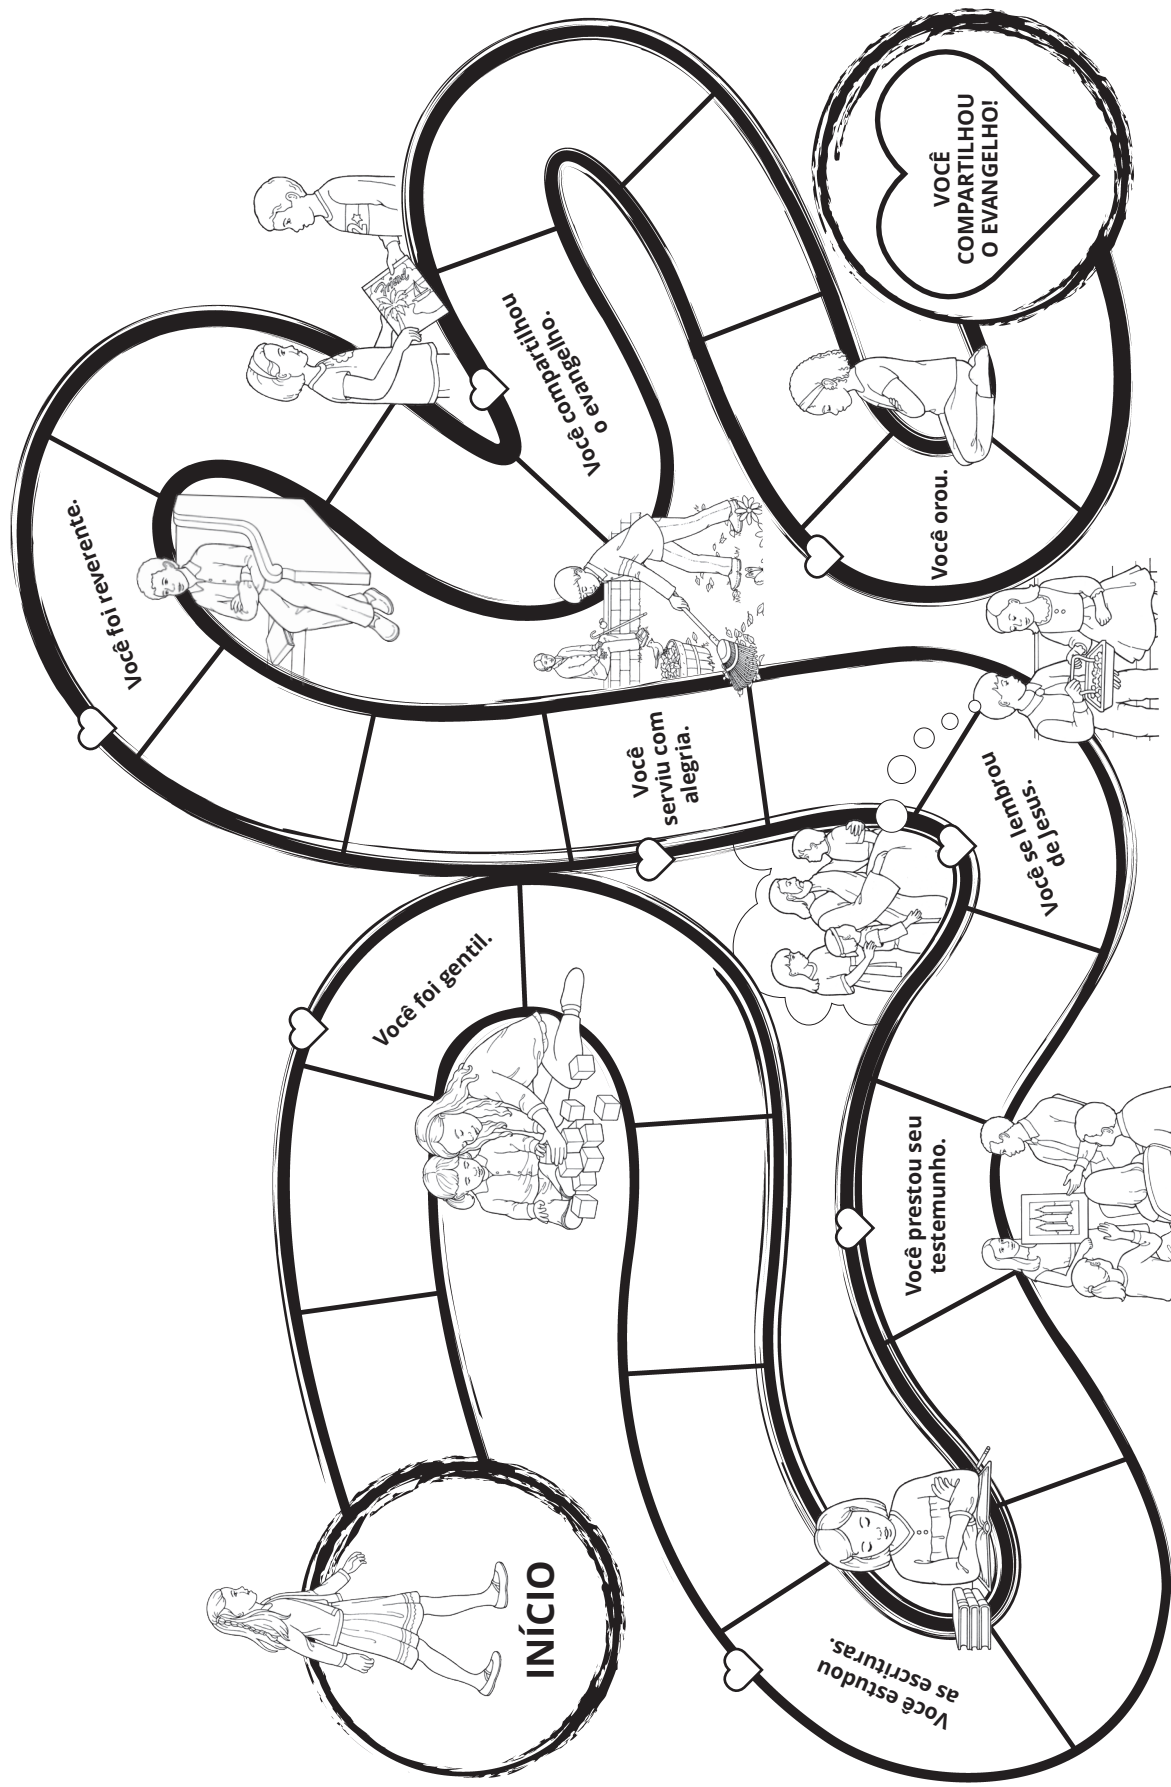 INÍCIO
Você foi gentil.
Você estudou
as escrituras.
Você prestou seu
testemunho.
Você se lembrou
de Jesus.
Você
serviu com
alegria.
Você foi reverente.
Você compartilhou
o evangelho.
Você orou.
VOCÊ
COMPARTILHOU
O EVANGELHO!
Friend